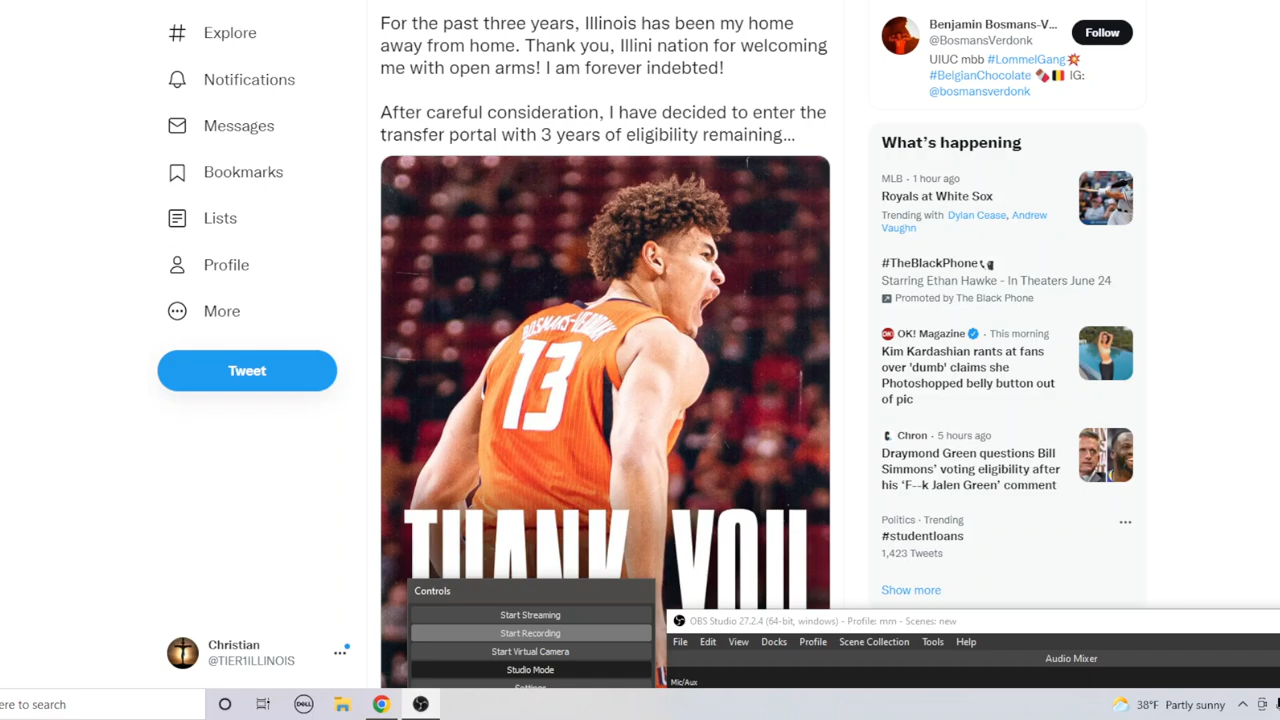 Explore
Notifications
Messages
Bookmarks
Lists
Profile
More
Tweet
Christian
@TIER1ILLINOIS
For the past three years, Illinois has been my home
away from home. Thank you, Illini nation for welcoming
me with open arms! I am forever indebted!
After careful consideration, I have decided to enter the
transfer portal with 3 years of eligibility remaining...
13
THANK YOU
Benjamin Bosmans-V...
@BosmansVerdonk
Follow
UIUC mbb #LommelGang
#BelgianChocolate IG:
@bosmansverdonk
What's happening
MLB · 1 hour ago
Royals at White Sox
Trending with Dylan Cease, Andrew
Vaughn
#TheBlackPhone
Starring Ethan Hawke - In Theaters June 24
Promoted by The Black Phone
OK! Magazine · This morning
Kim Kardashian rants at fans
over 'dumb' claims she
Photoshopped belly button out
of pic
Chron · 5 hours ago
Draymond Green questions Bill
Simmons' voting eligibility after
his 'F--k Jalen Green' comment
Politics · Trending
#studentloans
1,423 Tweets
Show more
Controls
Start Streaming
Start Recording
Start Virtual Camera
Studio Mode
OBS Studio 27.2.4 (64-bit, windows) - Profile: mm - Scenes: new
File Edit View Docks Profile Scene Collection Tools Help
Audio Mixer
Mic/Aux
ere to search
DELL
38°F Partly sunny